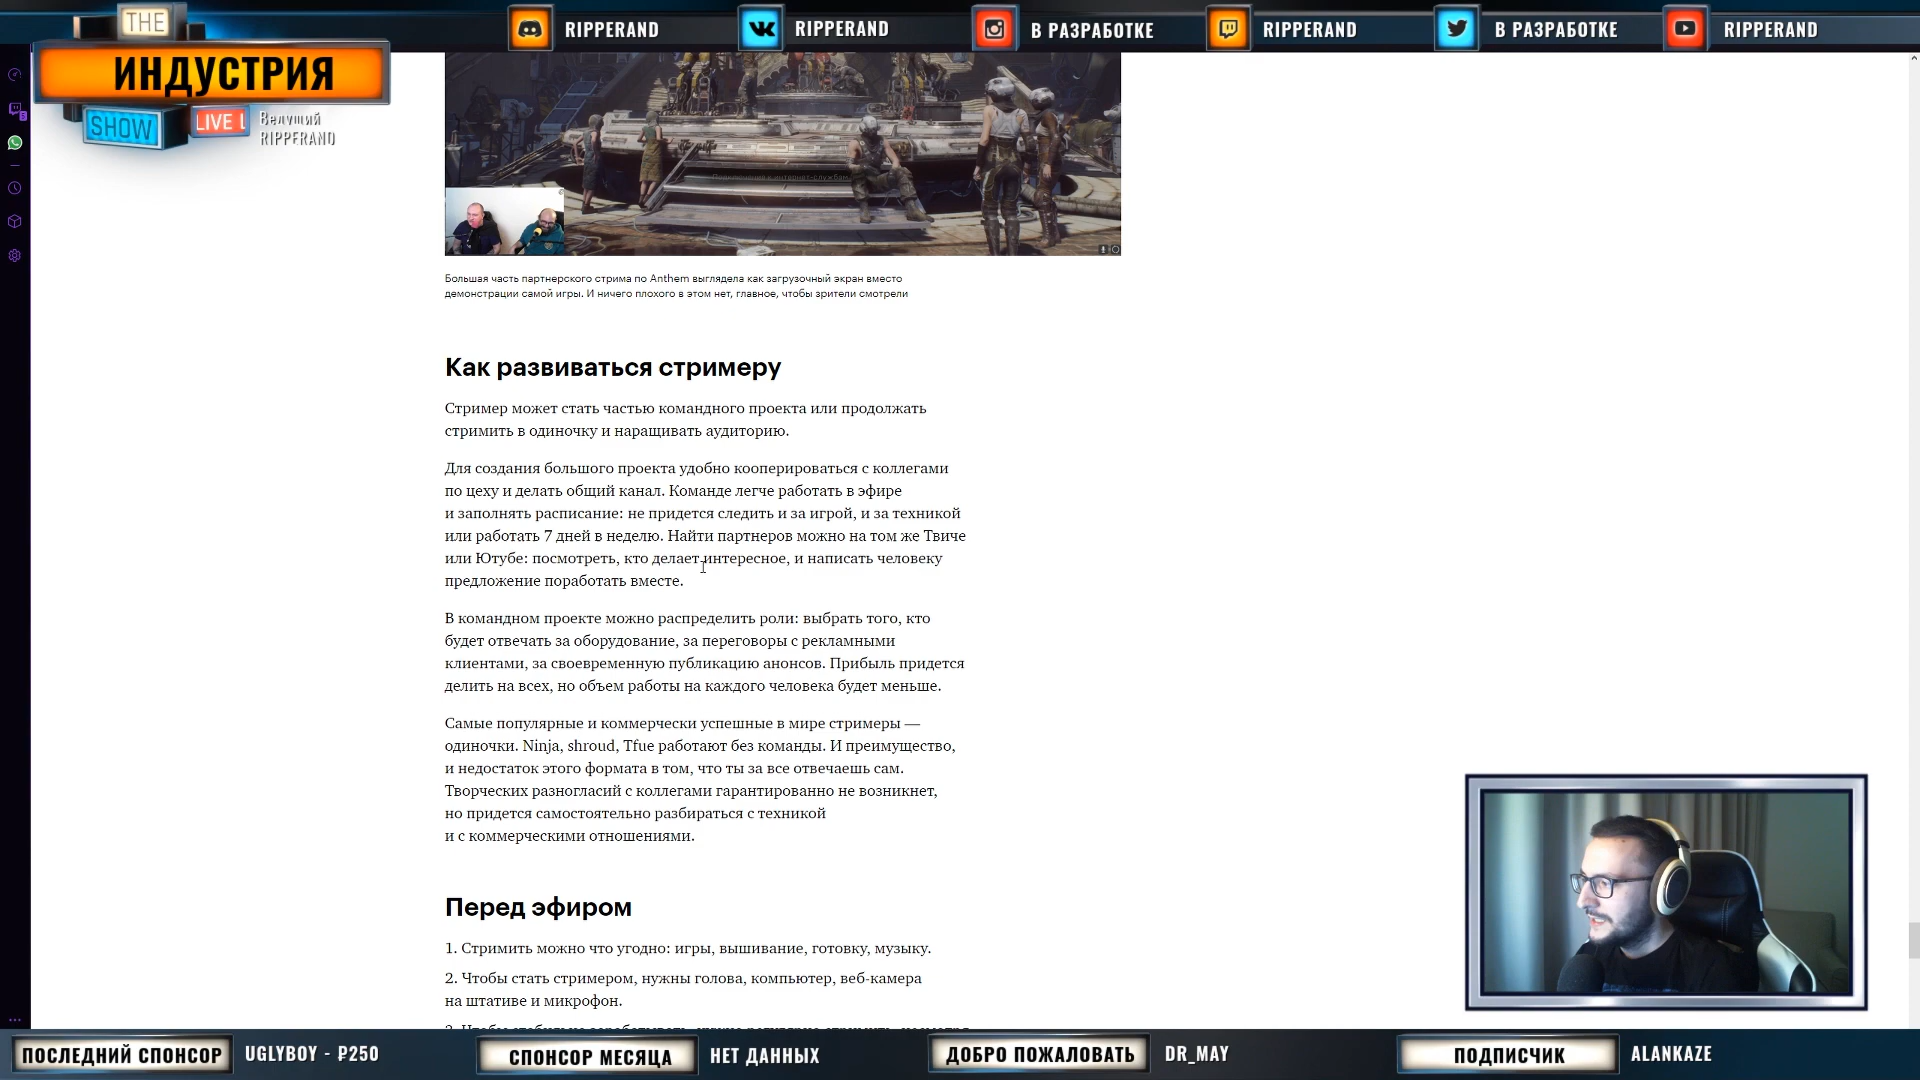 THE
ИНДУСТРИЯ
SHOW
LIVE
Ведущий
RIPPERAND
RIPPERAND
RIPPERAND
В РАЗРАБОТКЕ
RIPPERAND
В РАЗРАБОТКЕ
RIPPERAND
Подключение к интернет-службам
Большая часть партнерского стрима по Anthem выглядела как загрузочный экран вместо
демонстрации самой игры. И ничего плохого в этом нет, главное, чтобы зрители смотрели
Как развиваться стримеру
Стример может стать частью командного проекта или продолжать
стримить в одиночку и наращивать аудиторию.
Для создания большого проекта удобно кооперироваться с коллегами
по цеху и делать общий канал. Команде легче работать в эфире
и заполнять расписание: не придется следить и за игрой, и за техникой
или работать 7 дней в неделю. Найти партнеров можно на том же Твиче
или Ютубе: посмотреть, кто делает интересное, и написать человеку
предложение поработать вместе.
В командном проекте можно распределить роли: выбрать того, кто
будет отвечать за оборудование, за переговоры с рекламными
клиентами, за своевременную публикацию анонсов. Прибыль придется
делить на всех, но объем работы на каждого человека будет меньше.
Самые популярные и коммерчески успешные в мире стримеры —
одиночки. Ninja, shroud, Tfue работают без команды. И преимущество,
и недостаток этого формата в том, что ты за все отвечаешь сам.
Творческих разногласий с коллегами гарантированно не возникнет,
но придется самостоятельно разбираться с техникой
и с коммерческими отношениями.
Перед эфиром
1. Стримить можно что угодно: игры, вышивание, готовку, музыку.
2. Чтобы стать стримером, нужны голова, компьютер, веб-камера
на штативе и микрофон.
ПОСЛЕДНИЙ СПОНСОР
UGLYBOY - ₽250
СПОНСОР МЕСЯЦА
НЕТ ДАННЫХ
ДОБРО ПОЖАЛОВАТЬ
DR_MAY
ПОДПИСЧИК
ALANKAZE